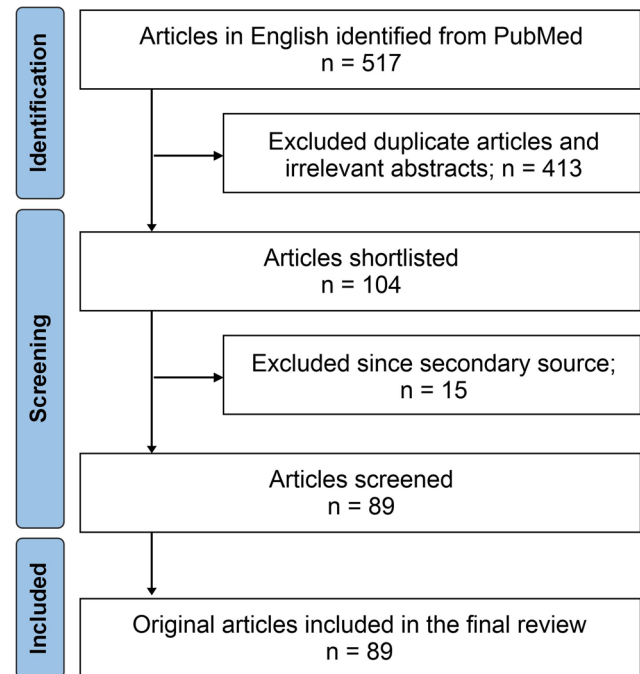 Identification
Articles in English identified from PubMed
n = 517
Excluded duplicate articles and
irrelevant abstracts; n = 413
Screening
Articles shortlisted
n = 104
Excluded since secondary source;
n = 15
Articles screened
n = 89
Included
Original articles included in the final review
n = 89